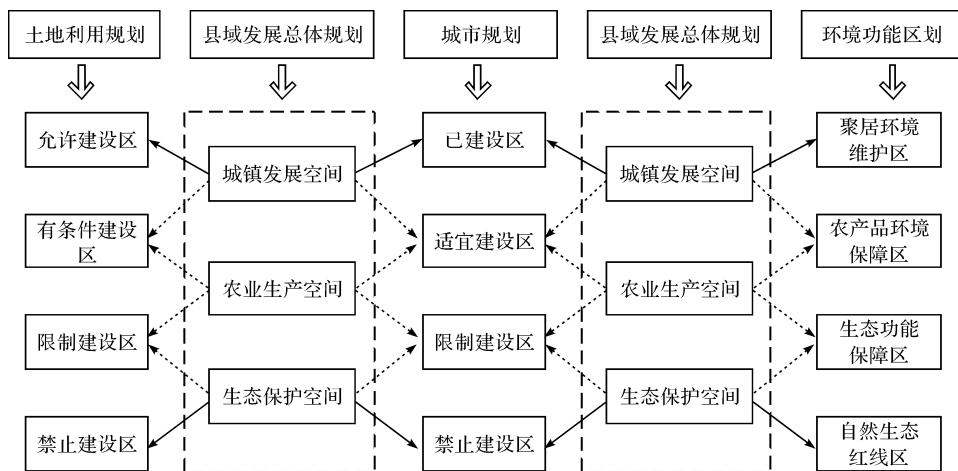 土地利用规划
县域发展总体规划
城市规划
县域发展总体规划
环境功能区划
允许建设区
已建设区
聚居环境
维护区
城镇发展空间
城镇发展空间
有条件建设
区
适宜建设区
农产品环境
保障区
农业生产空间
农业生产空间
限制建设区
限制建设区
生态功能
保障区
生态保护空间
生态保护空间
禁止建设区
禁止建设区
自然生态
红线区